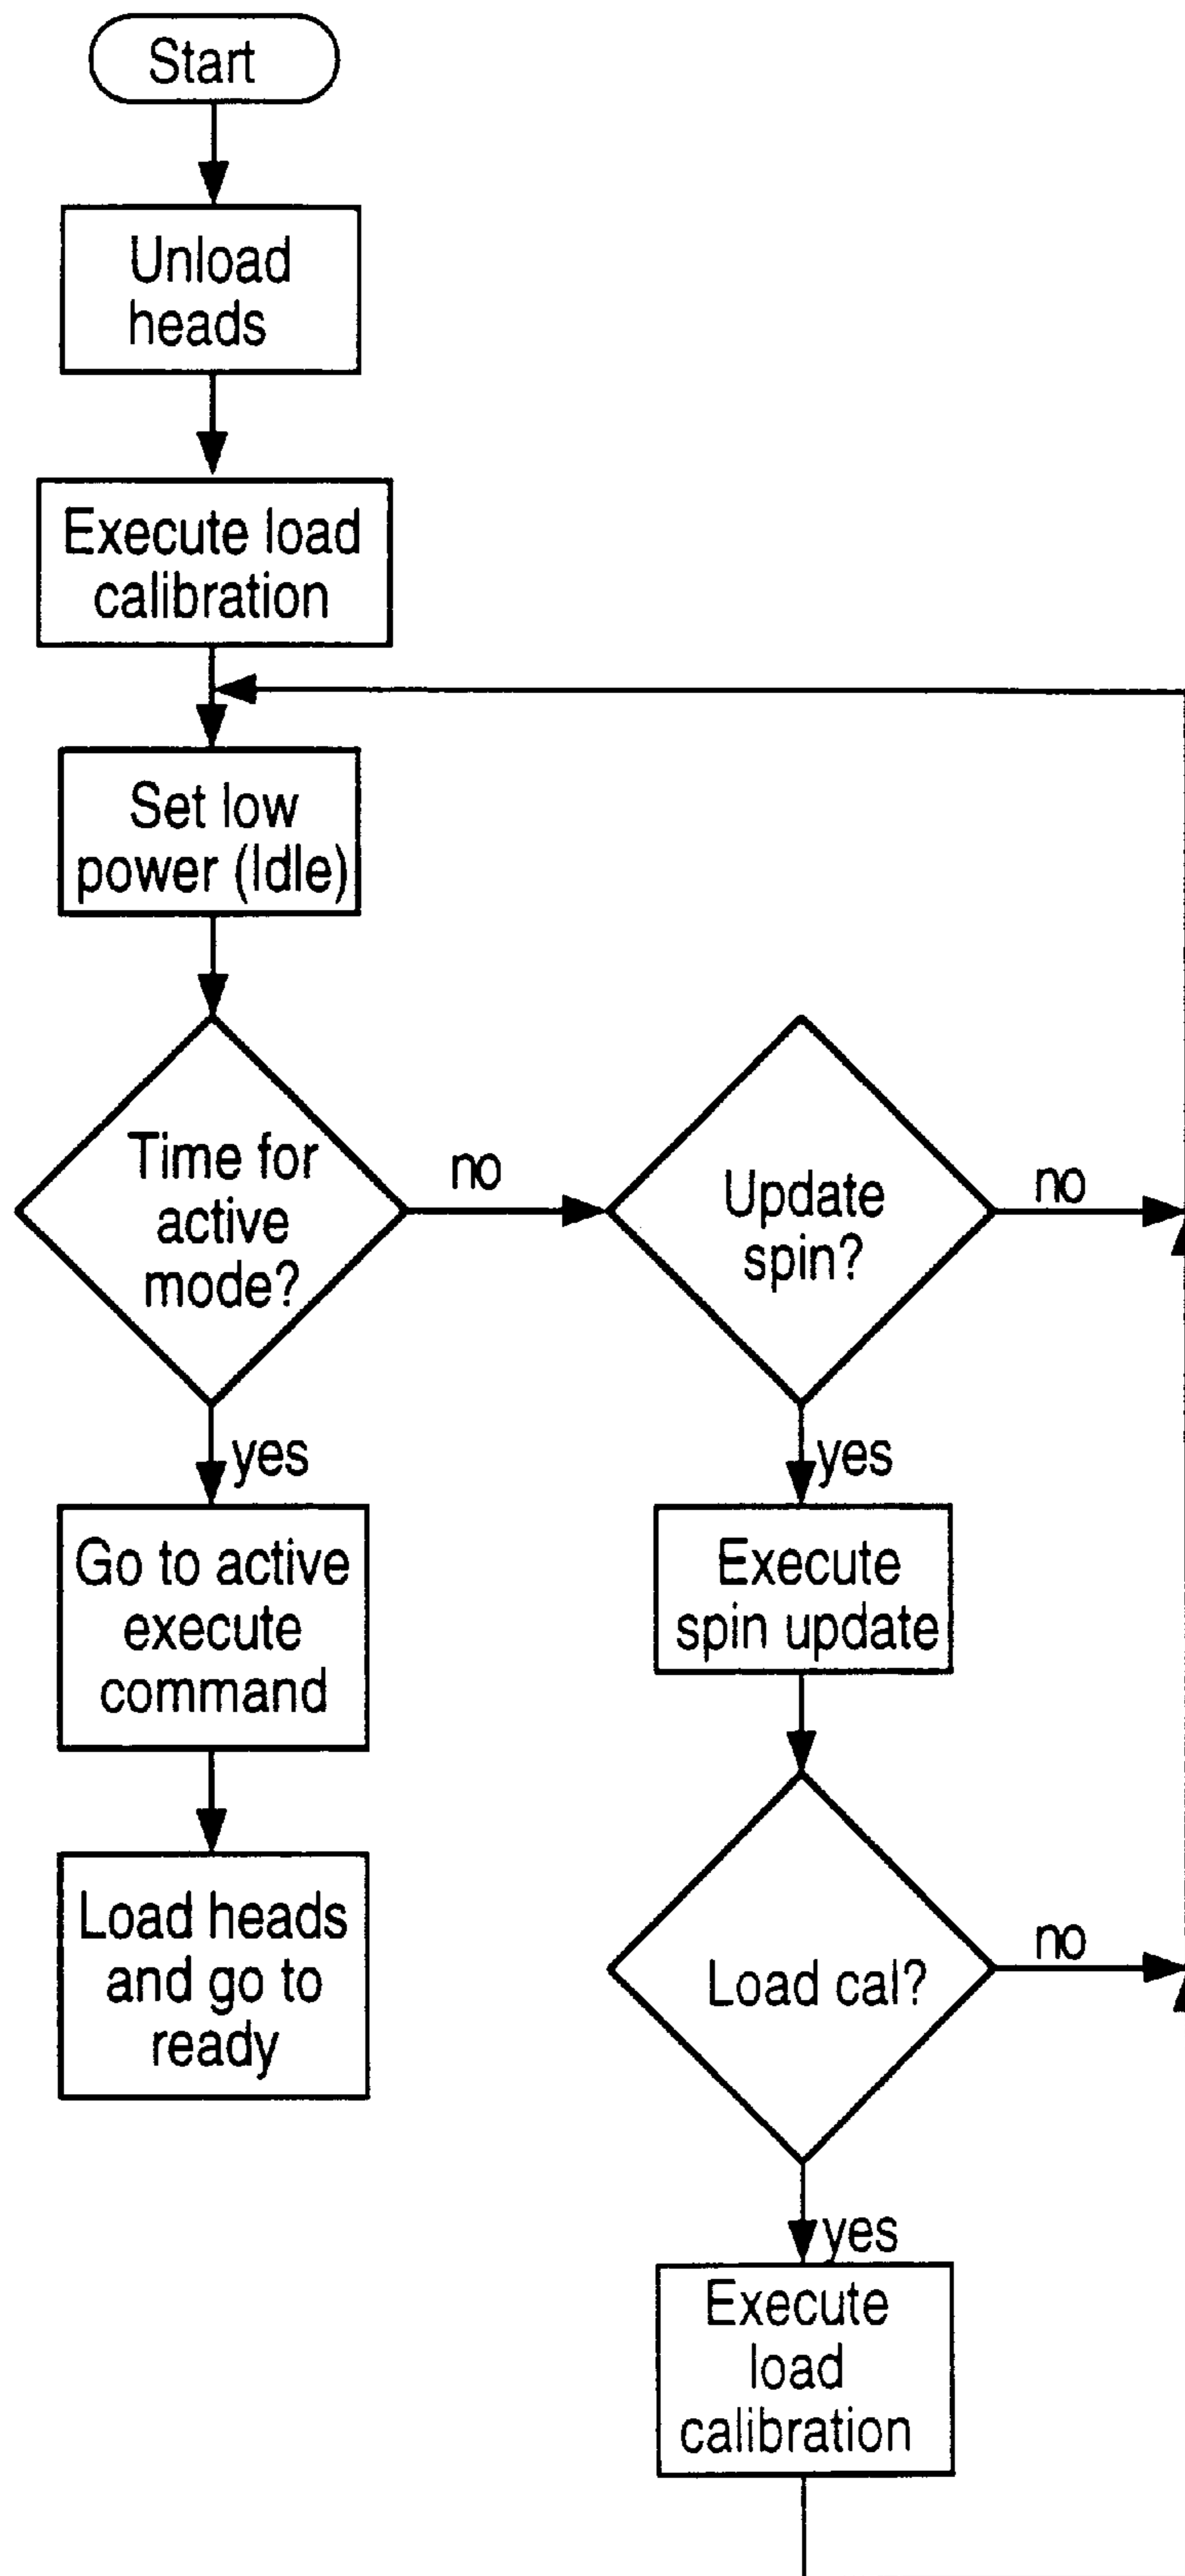 Start
Unload
heads
Execute load
calibration
Set low
power (Idle)
Time for
active
mode?
no
Update
spin?
no
yes
yes
Go to active
execute
command
Execute
spin update
Load heads
and go to
ready
Load cal?
no
yes
Execute
load
calibration